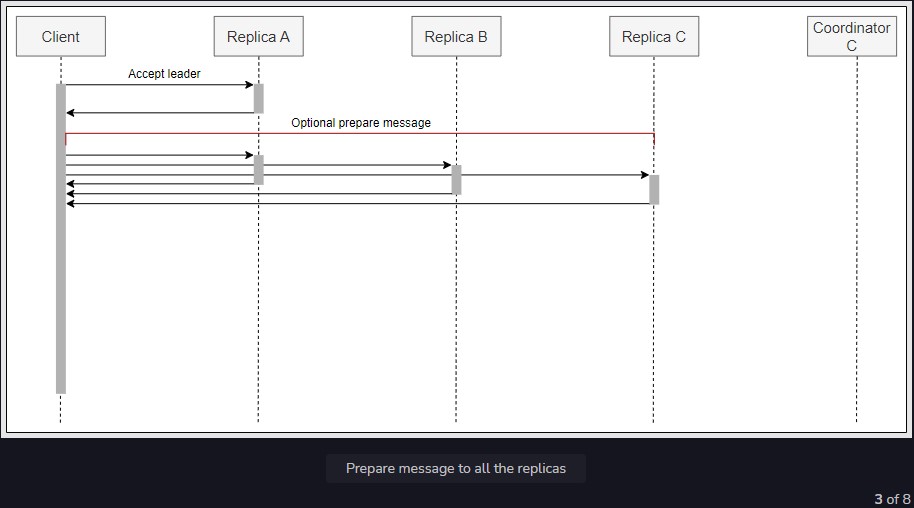 Client
Replica A
Replica B
Replica C
Coordinator
C
Accept leader
Optional prepare message
Prepare message to all the replicas
3 of 8